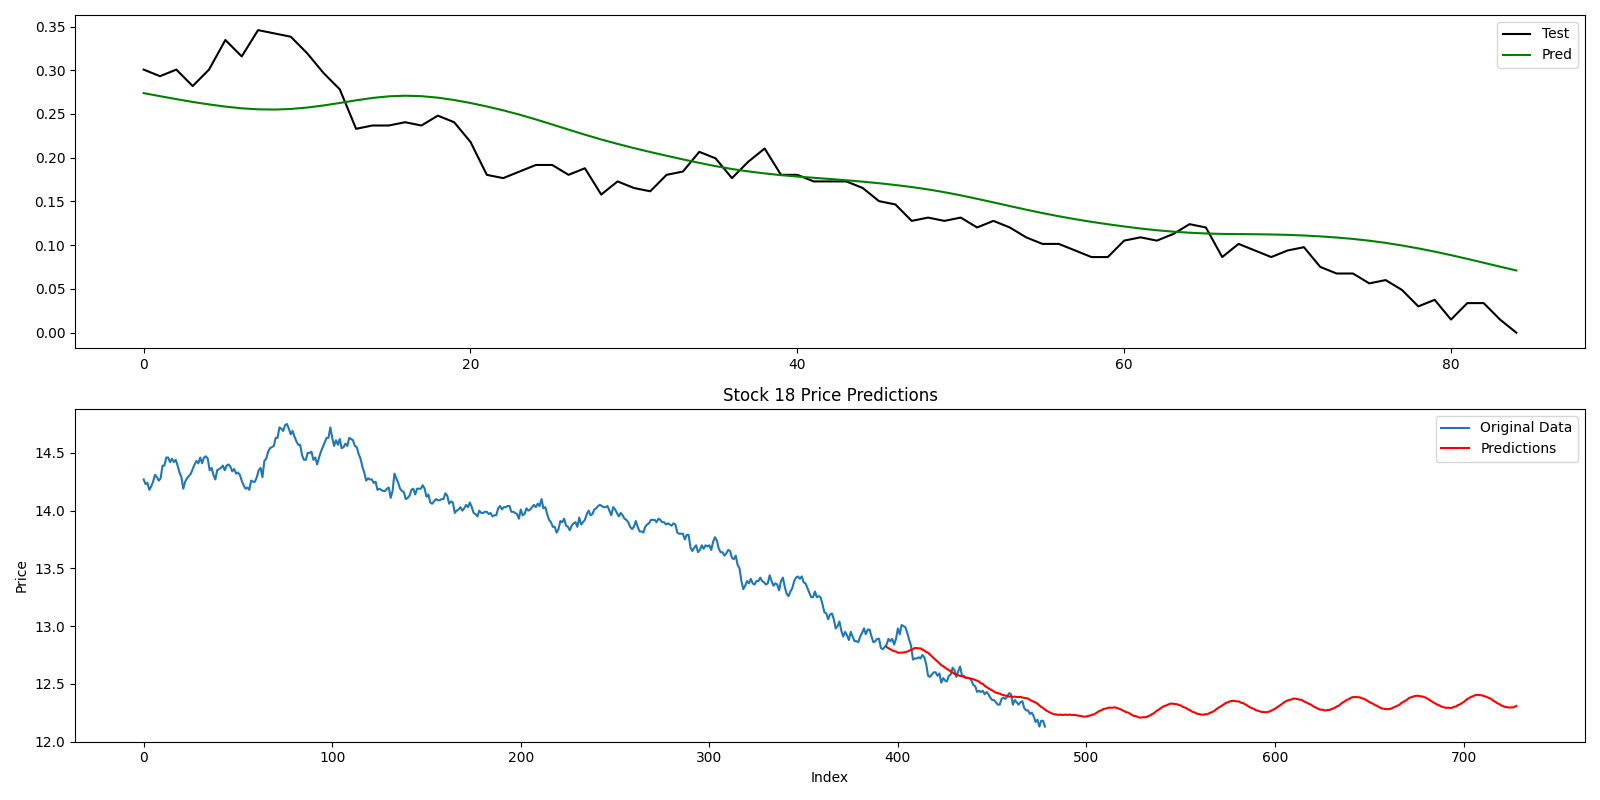 0.35
0.30
0.25
0.20
0.15
0.10
0.05
0.00
Test
Pred
0 20 40 60 80
Stock 18 Price Predictions
14.5
14.0
13.5
13.0
12.5
12.0
Price
Original Data
Predictions
0 100 200 300 400 500 600 700
Index